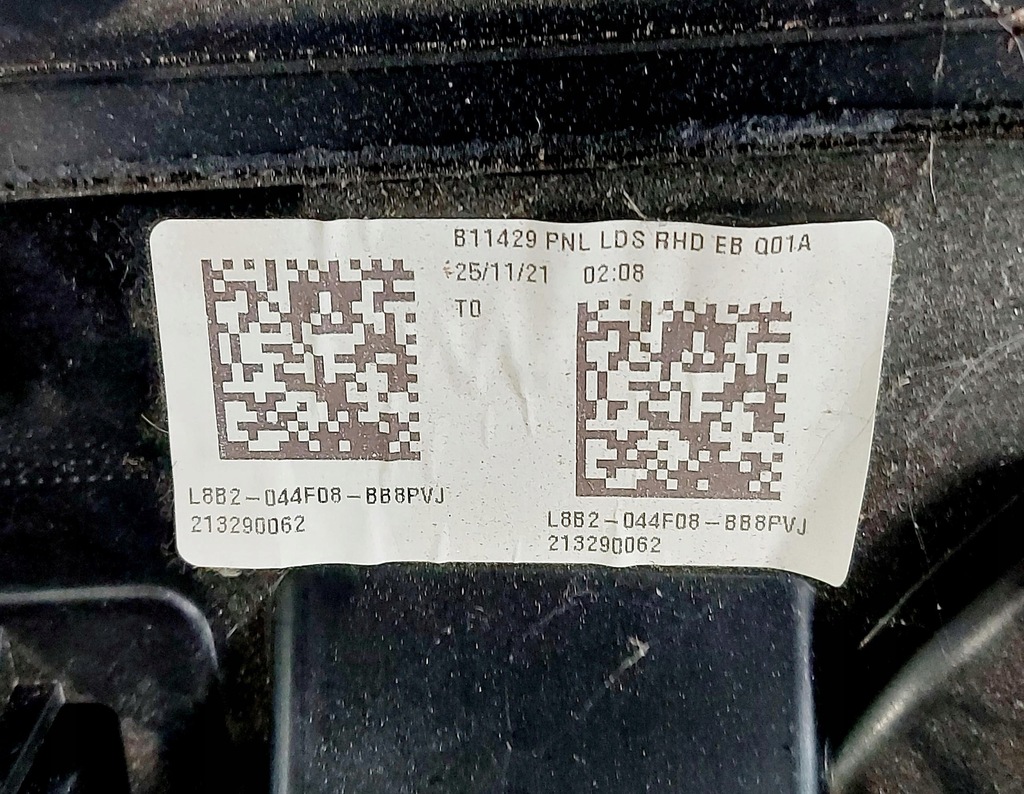 B11429 PNL LDS RHD EB Q01A
25/11/21 02:08
T0
L8B2-044F08-BB8PVJ
213290062
L8B2-044F08-BB8PVJ
213290062